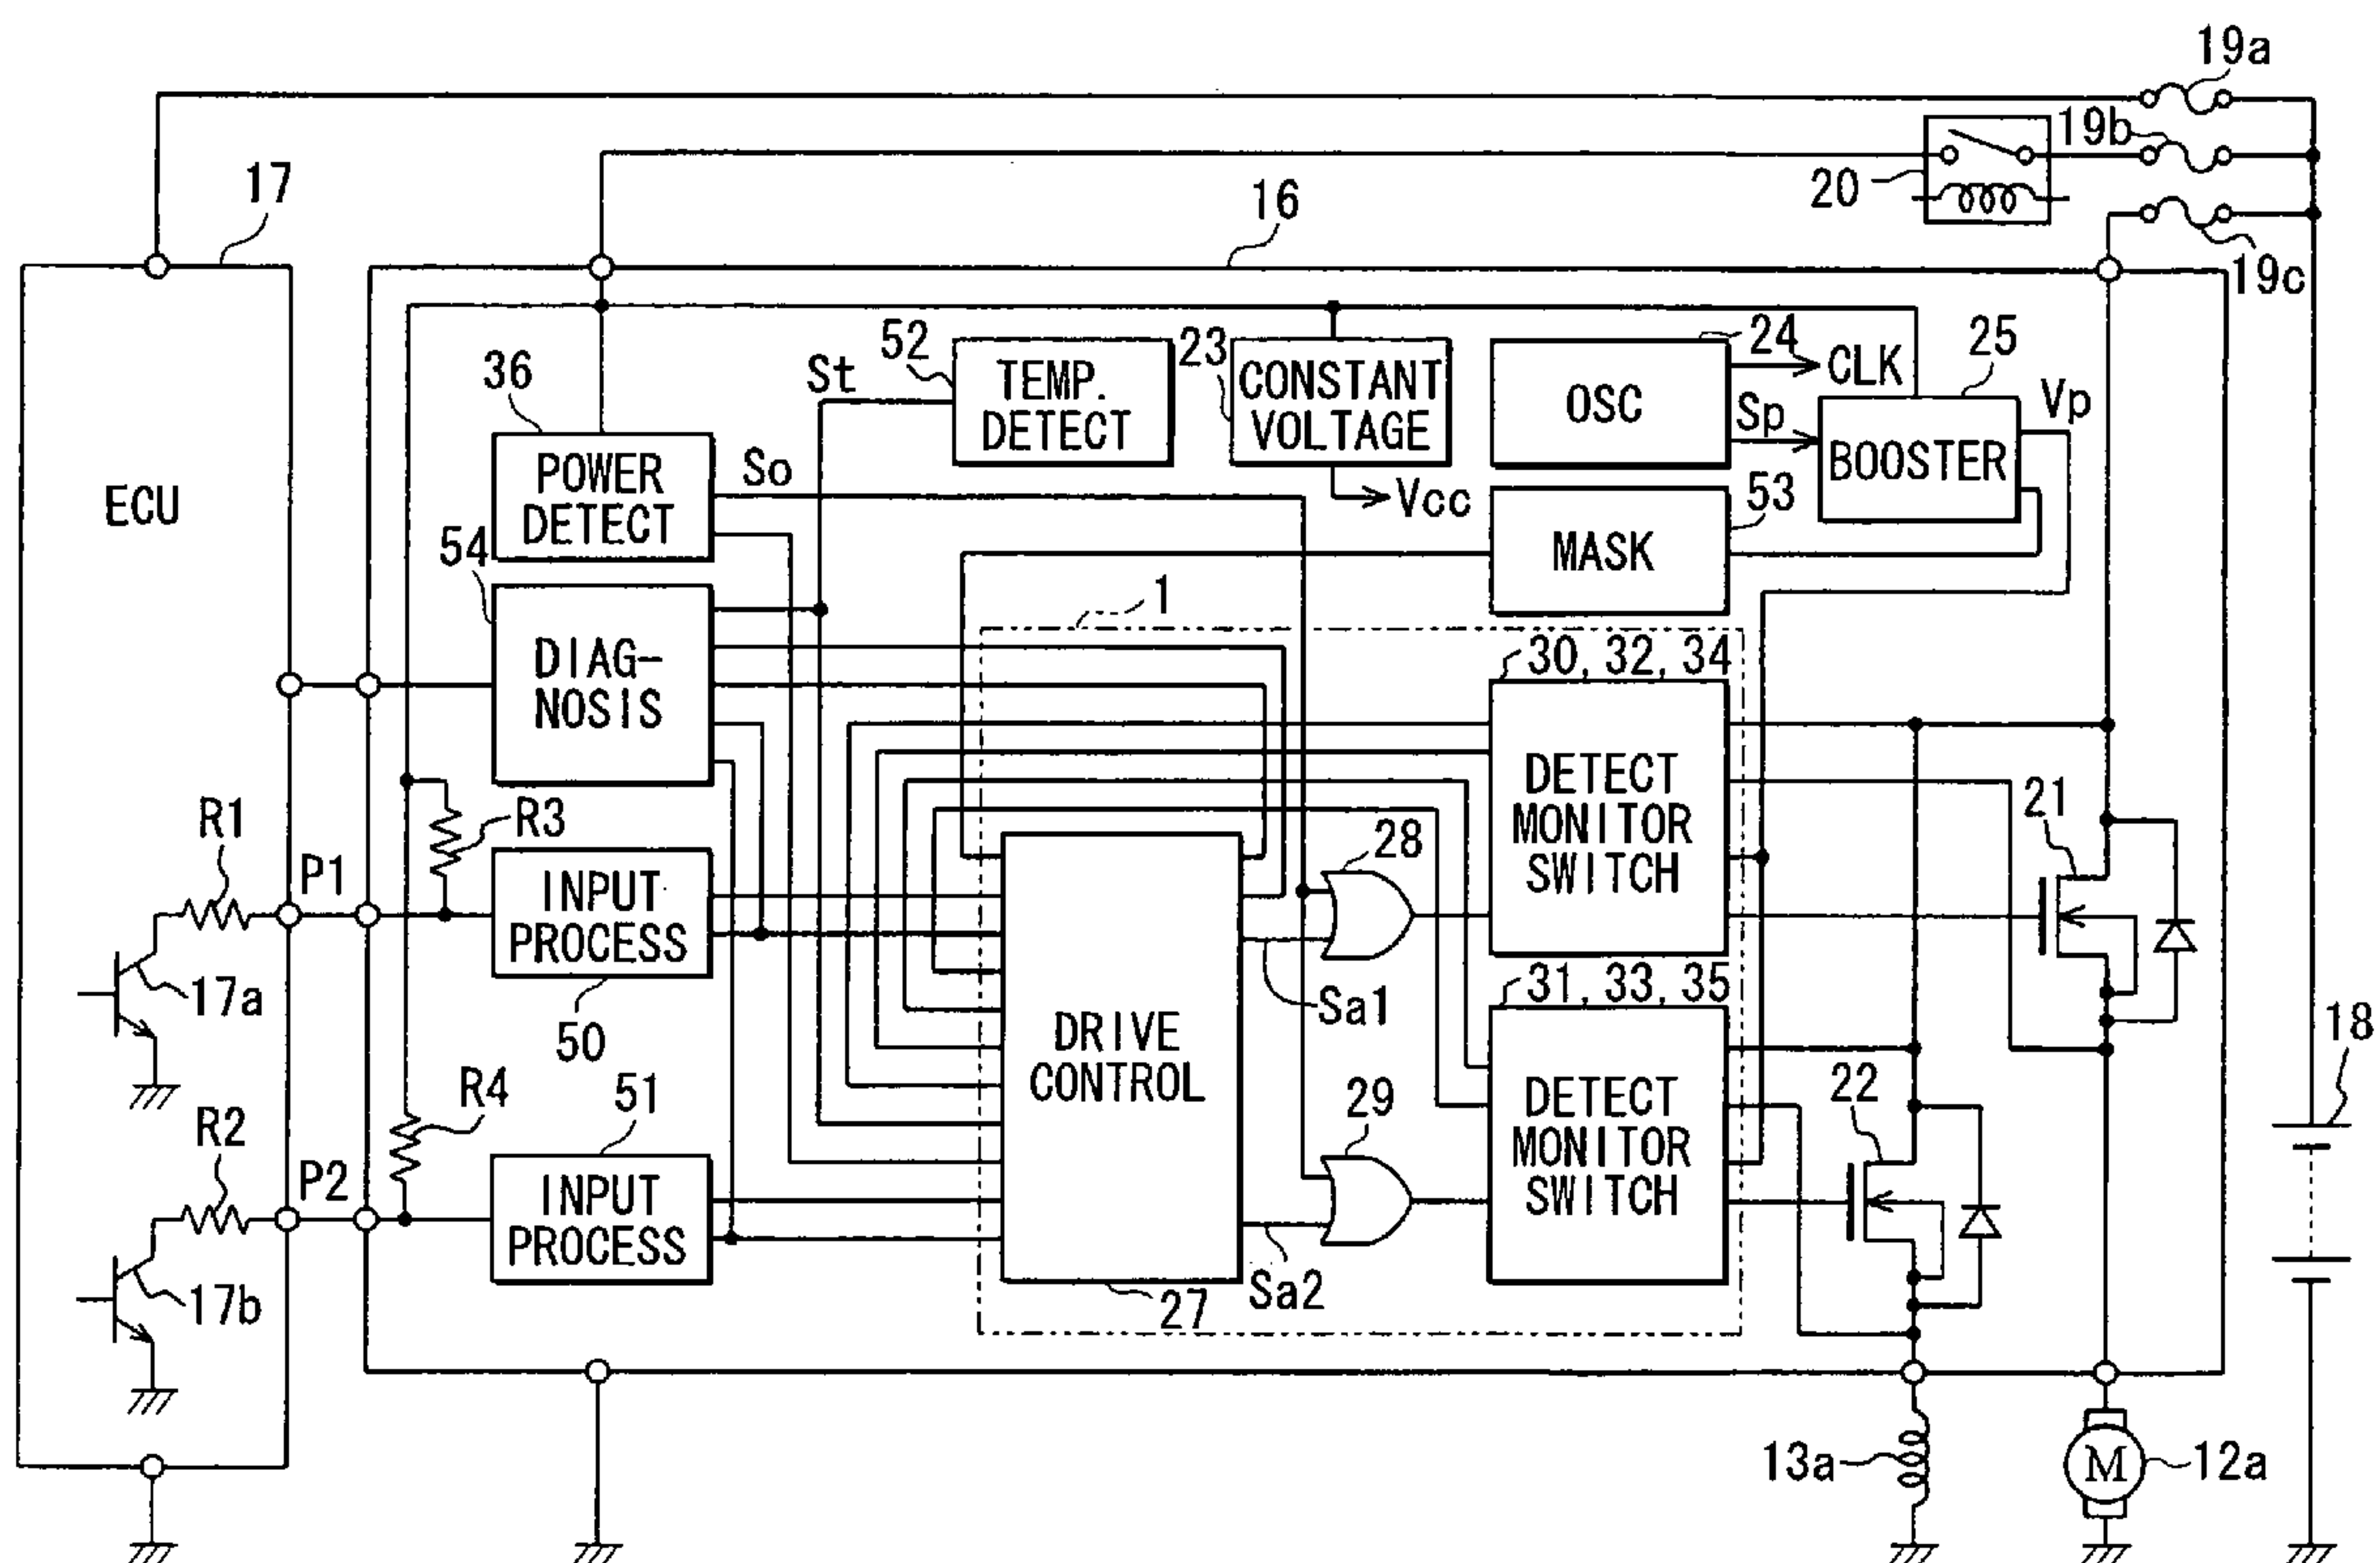 19a
19b
20
17
16
19c
24
25
52
23
36
St
TEMP.
DETECT
CONSTANT
VOLTAGE
OSC
CLK
Sp
Vp
BOOSTER
POWER
DETECT
So
Vcc
53
ECU
54
MASK
1
DIAG-
NOSIS
30, 32, 34
DETECT
MONITOR
SWITCH
21
R1
R3
P1
28
INPUT
PROCESS
17a
50
Sa1
31, 33, 35
18
DRIVE
CONTROL
R4
51
29
22
DETECT
MONITOR
SWITCH
R2
P2
INPUT
PROCESS
17b
Sa2
27
13a
M
12a